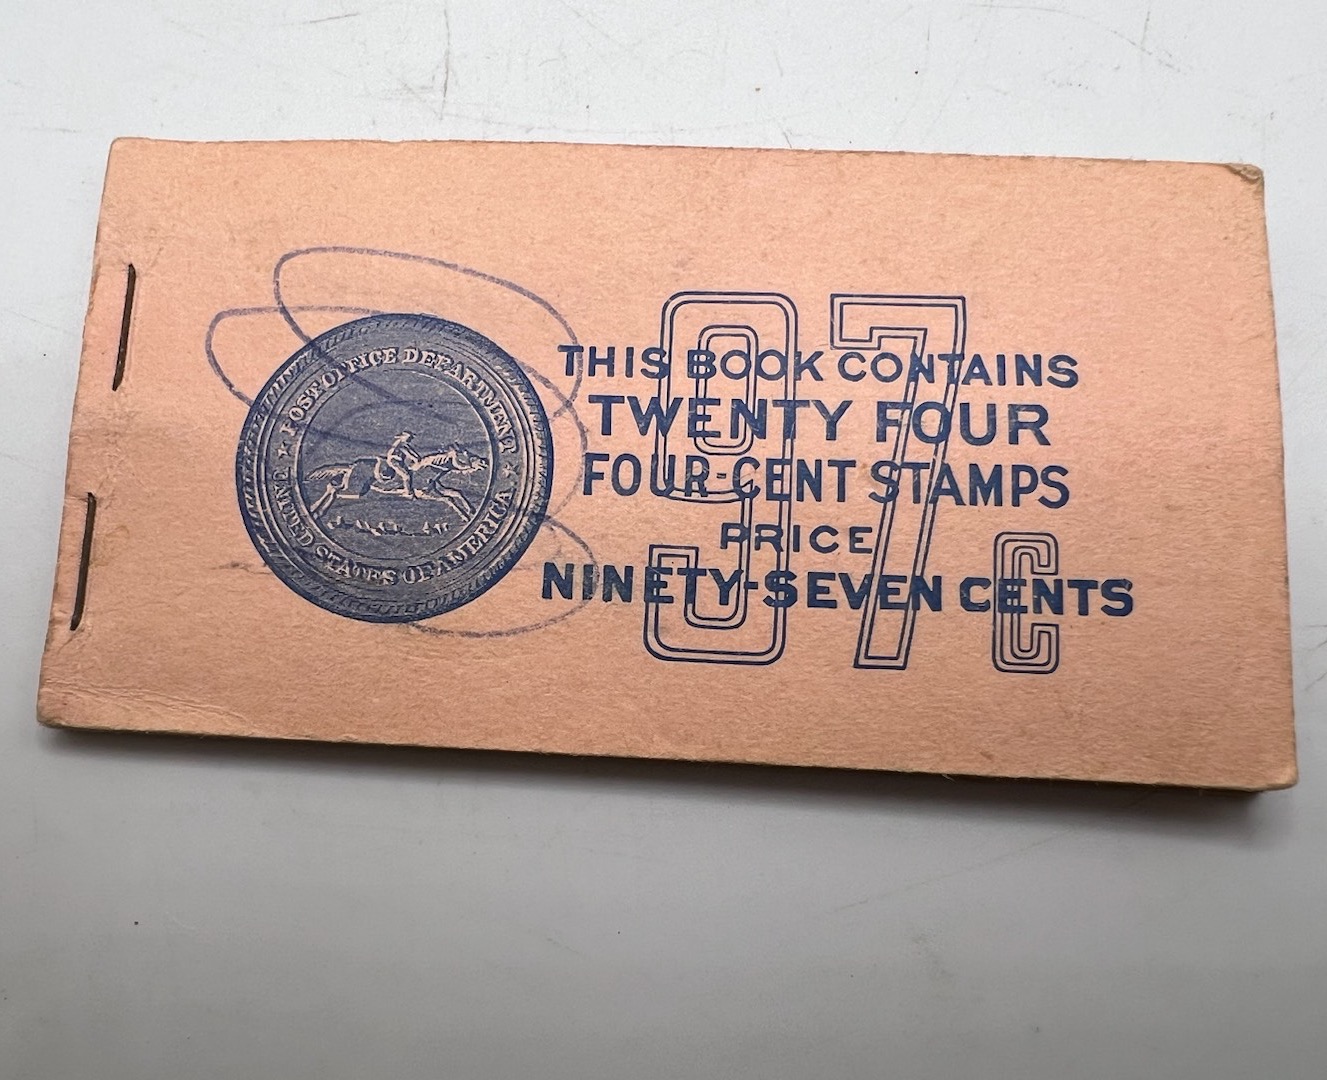 POST OFFICE DEPARTMENT
UNITED STATES OF AMERICA
97c
THIS BOOK CONTAINS
TWENTY FOUR
FOUR-CENT STAMPS
PRICE
NINETY-SEVEN CENTS